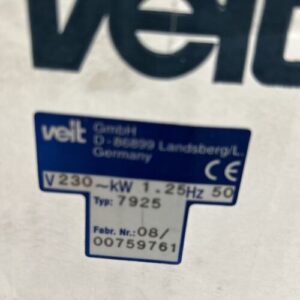 veit
veit GmbH
D-86899 Landsberg/L.
Germany
CE
V 230~kW 1.25Hz 50
Typ: 7925
Fabr. Nr.: 08/
00759761